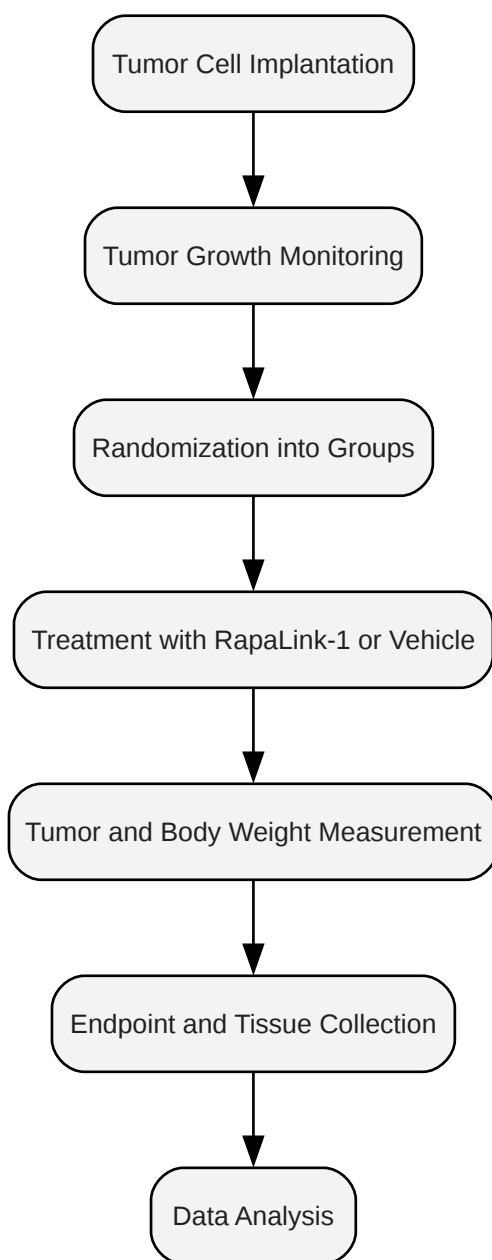 Tumor Cell Implantation
Tumor Growth Monitoring
Randomization into Groups
Treatment with RapaLink-1 or Vehicle
Tumor and Body Weight Measurement
Endpoint and Tissue Collection
Data Analysis